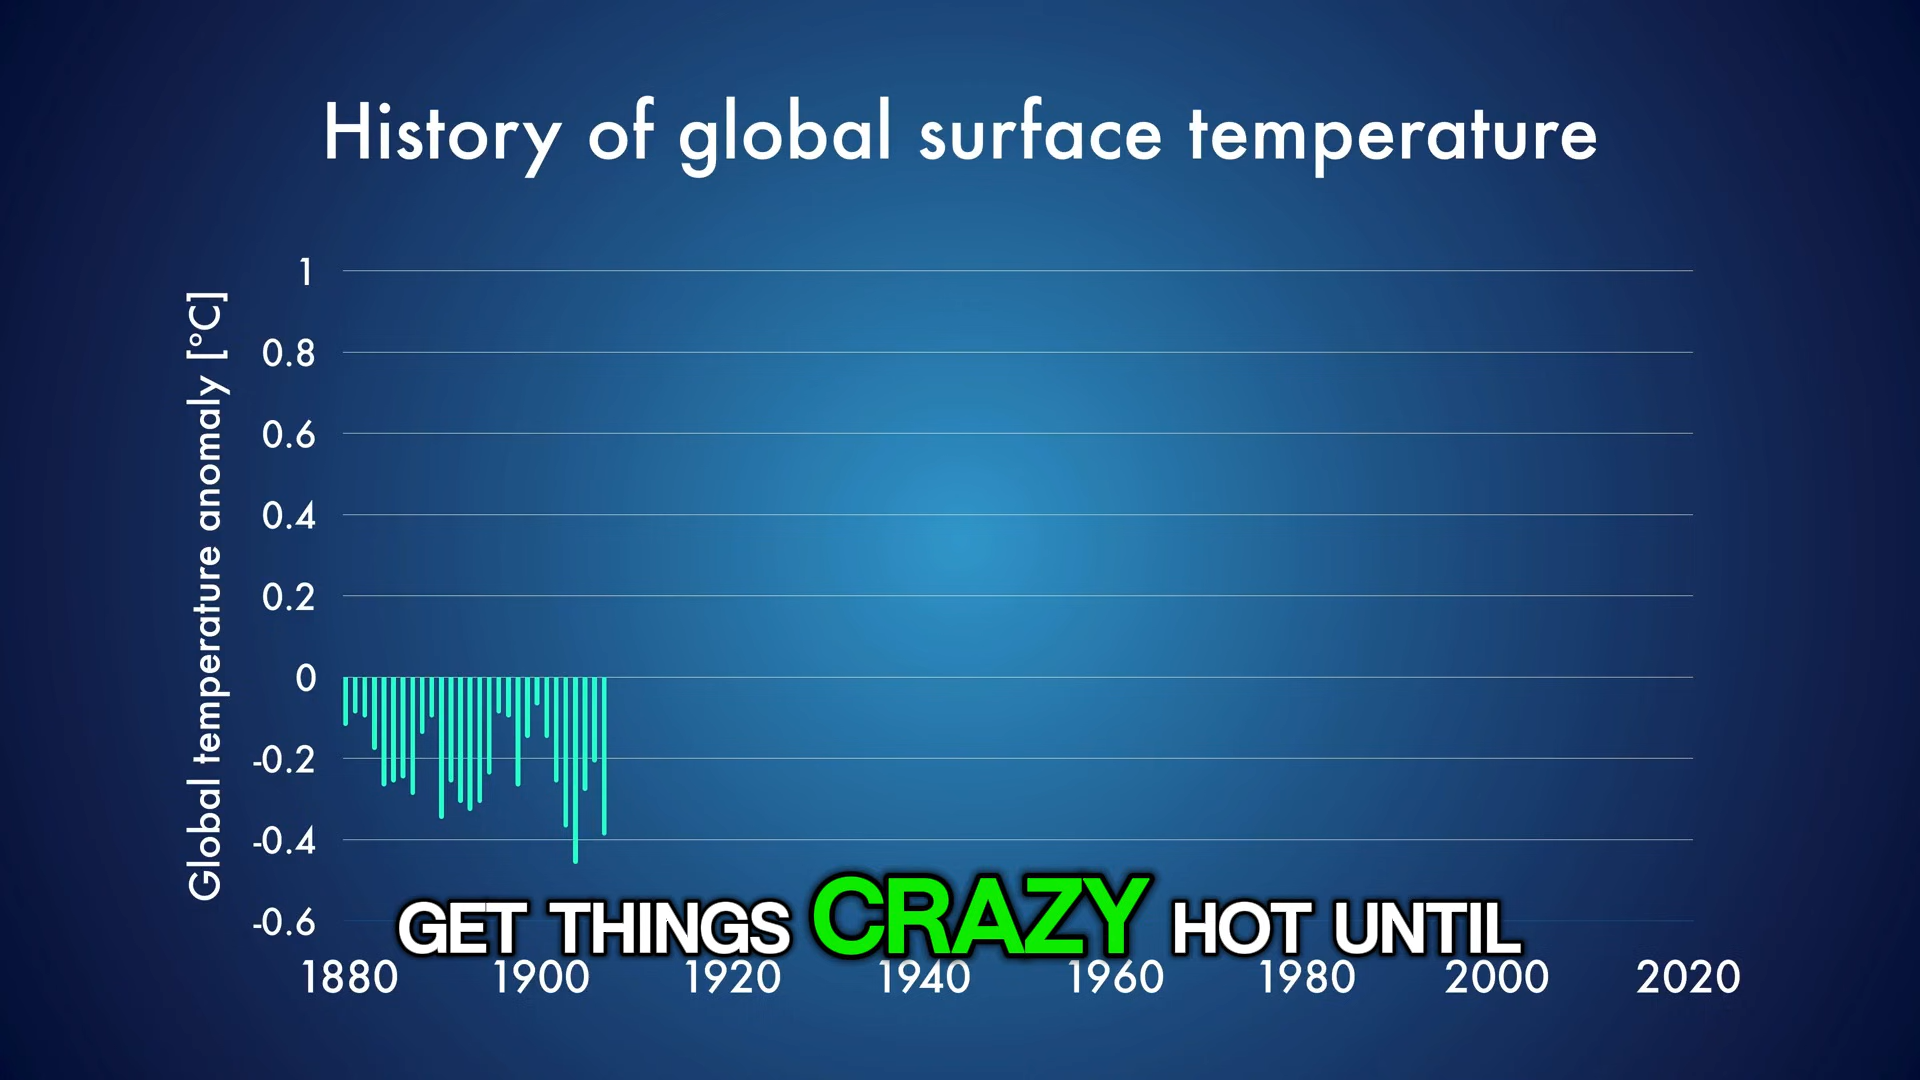 History of global surface temperature
Global temperature anomaly [°C]
1
0.8
0.6
0.4
0.2
0
-0.2
-0.4
-0.6
GET THINGS CRAZY HOT UNTIL
1880 1900 1920 1940 1960 1980 2000 2020